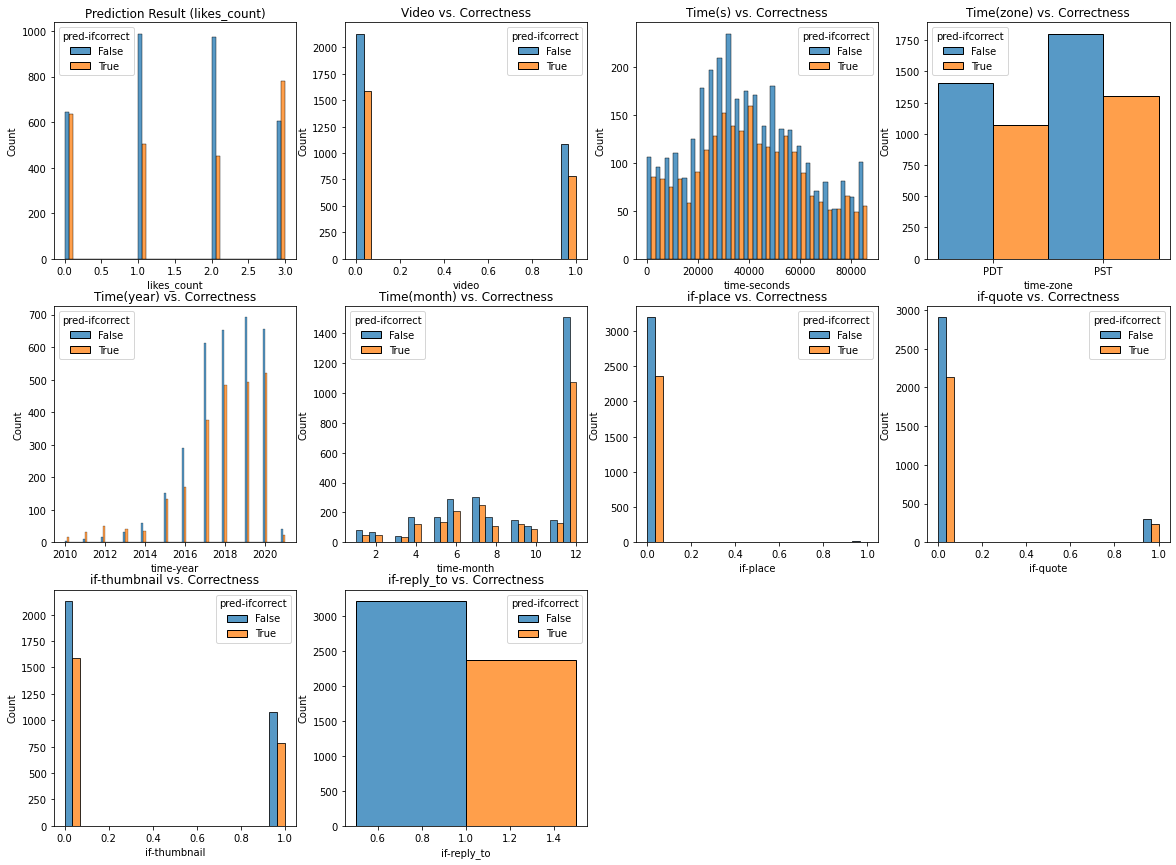 Prediction Result (likes_count)
Count
1000
800
600
400
200
0
pred-ifcorrect
False
True
0.0 0.5 1.0 1.5 2.0 2.5 3.0
likes_count
Video vs. Correctness
Count
2000
1750
1500
1250
1000
750
500
250
0
pred-ifcorrect
False
True
0.0 0.2 0.4 0.6 0.8 1.0
video
Time(s) vs. Correctness
Count
200
150
100
50
0
pred-ifcorrect
False
True
0 20000 40000 60000 80000
time-seconds
Time(zone) vs. Correctness
Count
1750
1500
1250
1000
750
500
250
0
pred-ifcorrect
False
True
PDT PST
time-zone
Time(year) vs. Correctness
Count
700
600
500
400
300
200
100
0
pred-ifcorrect
False
True
2010 2012 2014 2016 2018 2020
time-year
Time(month) vs. Correctness
Count
1400
1200
1000
800
600
400
200
0
pred-ifcorrect
False
True
2 4 6 8 10 12
time-month
if-place vs. Correctness
Count
3000
2500
2000
1500
1000
500
0
pred-ifcorrect
False
True
0.0 0.2 0.4 0.6 0.8 1.0
if-place
if-quote vs. Correctness
Count
3000
2500
2000
1500
1000
500
0
pred-ifcorrect
False
True
0.0 0.2 0.4 0.6 0.8 1.0
if-quote
if-thumbnail vs. Correctness
Count
2000
1750
1500
1250
1000
750
500
250
0
pred-ifcorrect
False
True
0.0 0.2 0.4 0.6 0.8 1.0
if-thumbnail
if-reply_to vs. Correctness
Count
3000
2500
2000
1500
1000
500
0
pred-ifcorrect
False
True
0.6 0.8 1.0 1.2 1.4
if-reply_to